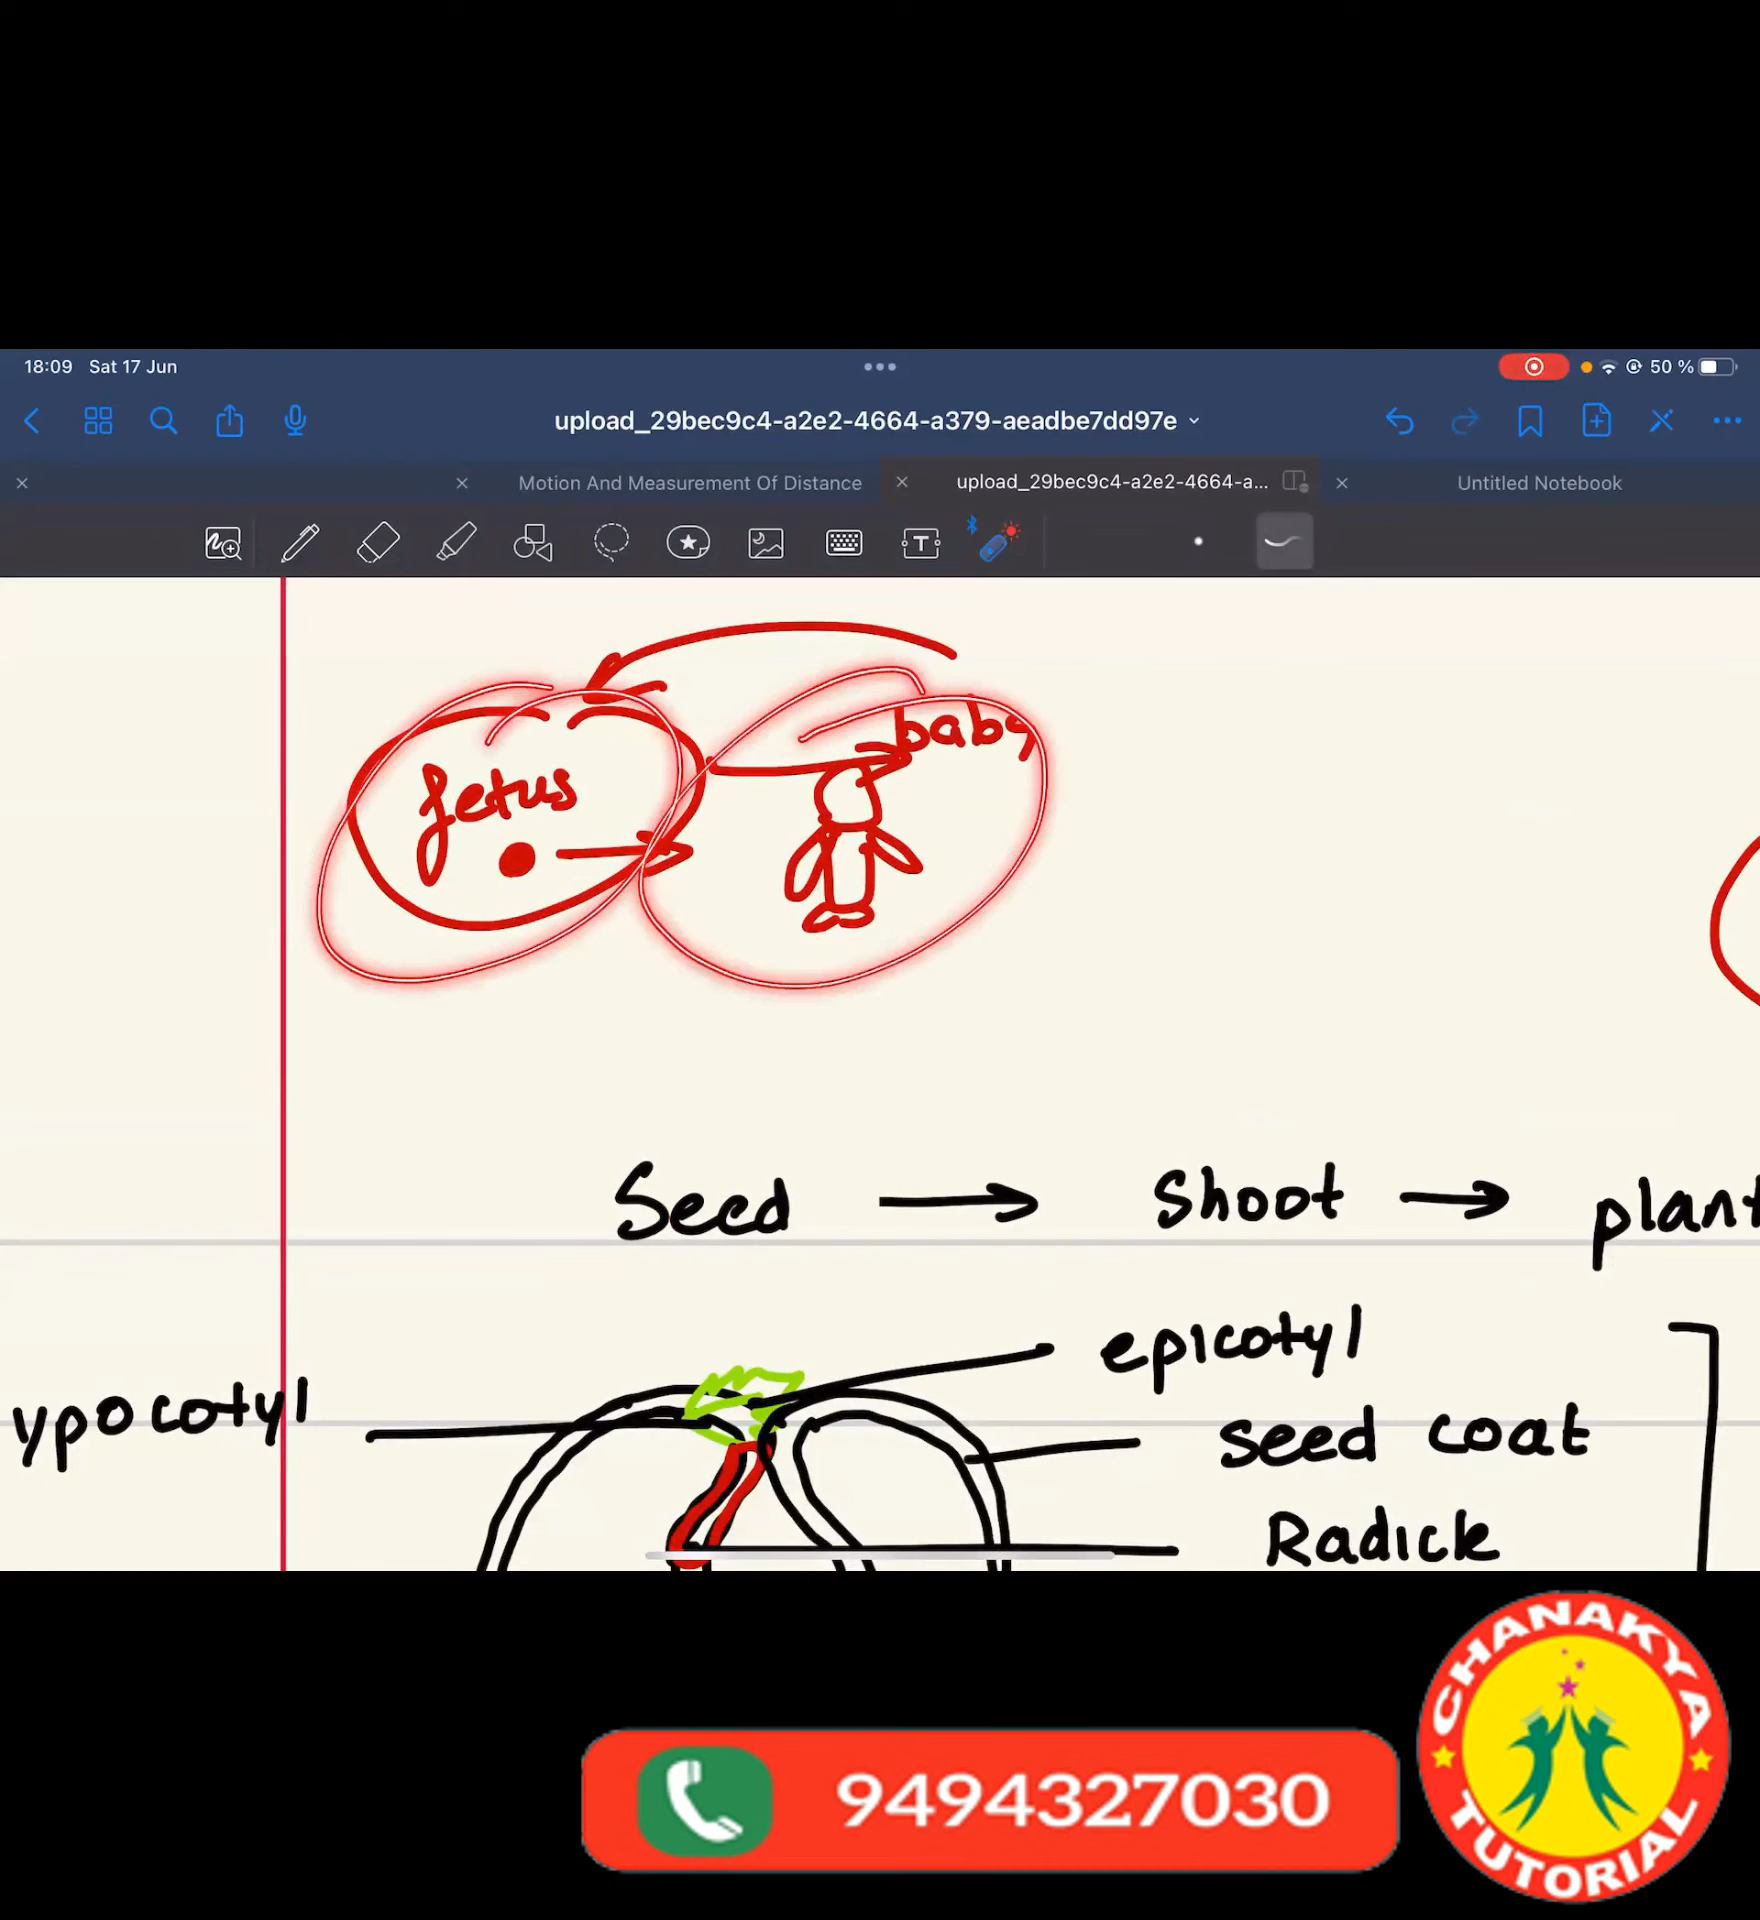 18:09 Sat 17 Jun
50 %
upload_29bec9c4-a2e2-4664-a379-aeadbe7dd97e
Motion And Measurement Of Distance
upload_29bec9c4-a2e2-4664-a...
Untitled Notebook
baby
fetus
Seed → Shoot → plant
epicotyl
ypocotyl
seed coat
Radicle
9494327030
CHANAKYA
TUTORIAL